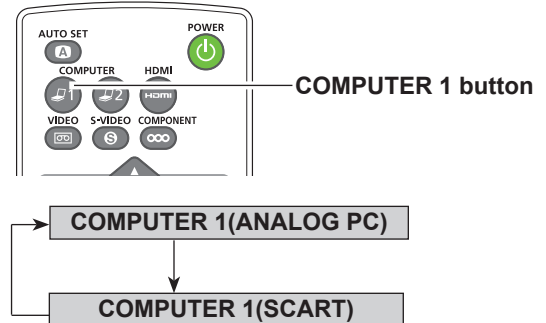 AUTO SET
POWER
A
COMPUTER
HDMI
1
2
HDMI
COMPUTER 1 button
VIDEO
S-VIDEO
COMPONENT
S
COMPUTER 1(ANALOG PC)
COMPUTER 1(SCART)